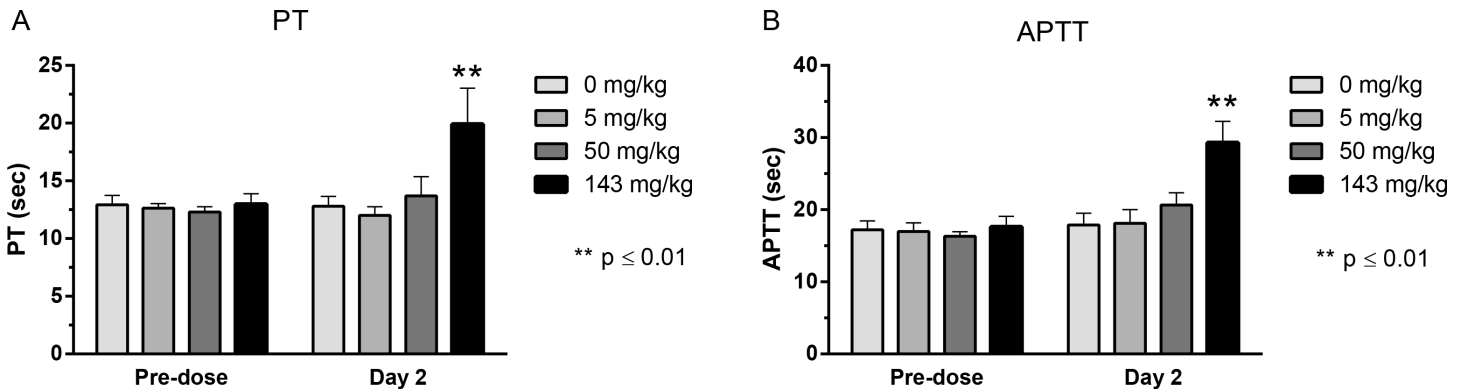 A
PT
PT (sec)
25
20
15
10
5
0
**
Pre-dose
Day 2
0 mg/kg
5 mg/kg
50 mg/kg
143 mg/kg
** p ≤ 0.01
B
APTT
APTT (sec)
40
30
20
10
0
**
Pre-dose
Day 2
0 mg/kg
5 mg/kg
50 mg/kg
143 mg/kg
** p ≤ 0.01